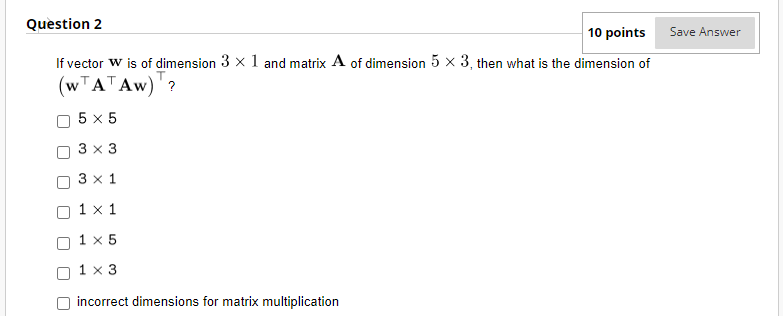 Question 2
10 points Save Answer
If vector w is of dimension 3 × 1 and matrix A of dimension 5 × 3, then what is the dimension of
(w⊤A⊤Aw)⊤?
5 × 5
3 × 3
3 × 1
1 × 1
1 × 5
1 × 3
incorrect dimensions for matrix multiplication